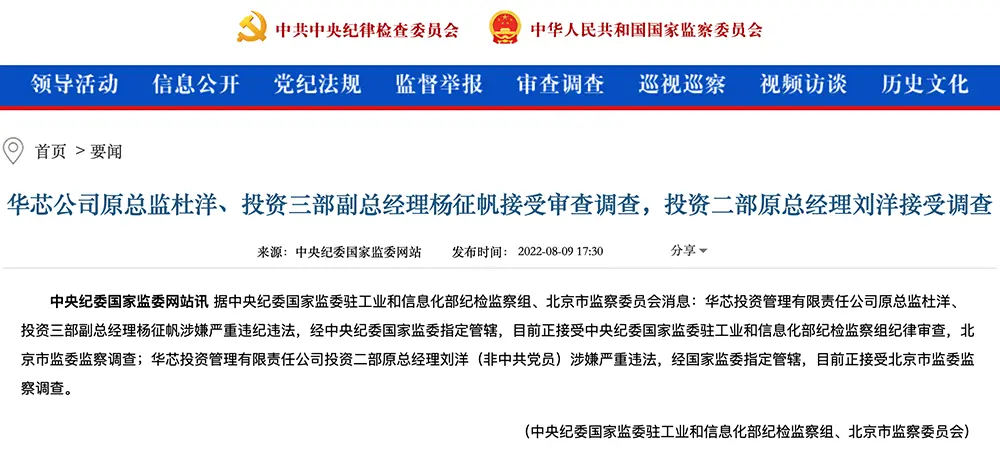 中共中央纪律检查委员会 中华人民共和国国家监察委员会
领导活动 信息公开 党纪法规 监督举报 审查调查 巡视巡察 视频访谈 历史文化
首页 > 要闻
华芯公司原总监杜洋、投资三部副总经理杨征帆接受审查调查，投资二部原总经理刘洋接受调查
来源：中央纪委国家监委网站 发布时间：2022-08-09 17:30 分享
中央纪委国家监委网站讯 据中央纪委国家监委驻工业和信息化部纪检监察组、北京市监察委员会消息：华芯投资管理有限责任公司原总监杜洋、
投资三部副总经理杨征帆涉嫌严重违纪违法，经中央纪委国家监委指定管辖，目前正接受中央纪委国家监委驻工业和信息化部纪检监察组纪律审查，北
京市监委监察调查；华芯投资管理有限责任公司投资二部原总经理刘洋（非中共党员）涉嫌严重违法，经国家监委指定管辖，目前正接受北京市监委监
察调查。
（中央纪委国家监委驻工业和信息化部纪检监察组、北京市监察委员会）